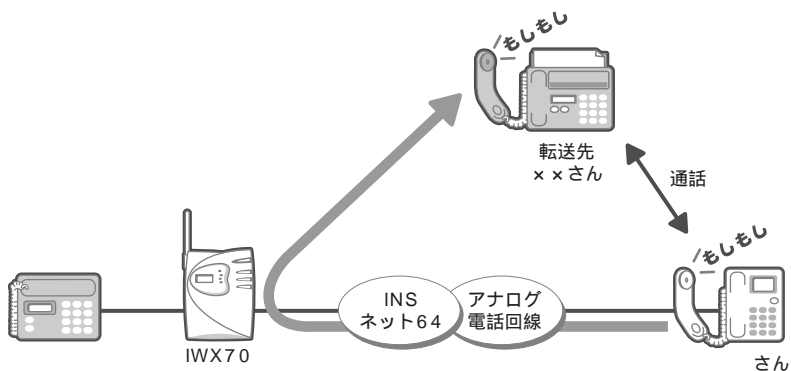 もしもし
転送先
××さん
通話
もしもし
INS
ネット64
アナログ
電話回線
IWX70
さん